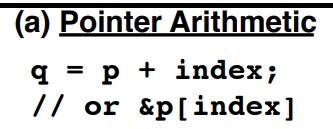 (a) Pointer Arithmetic
q = p + index;
// or &p[index]